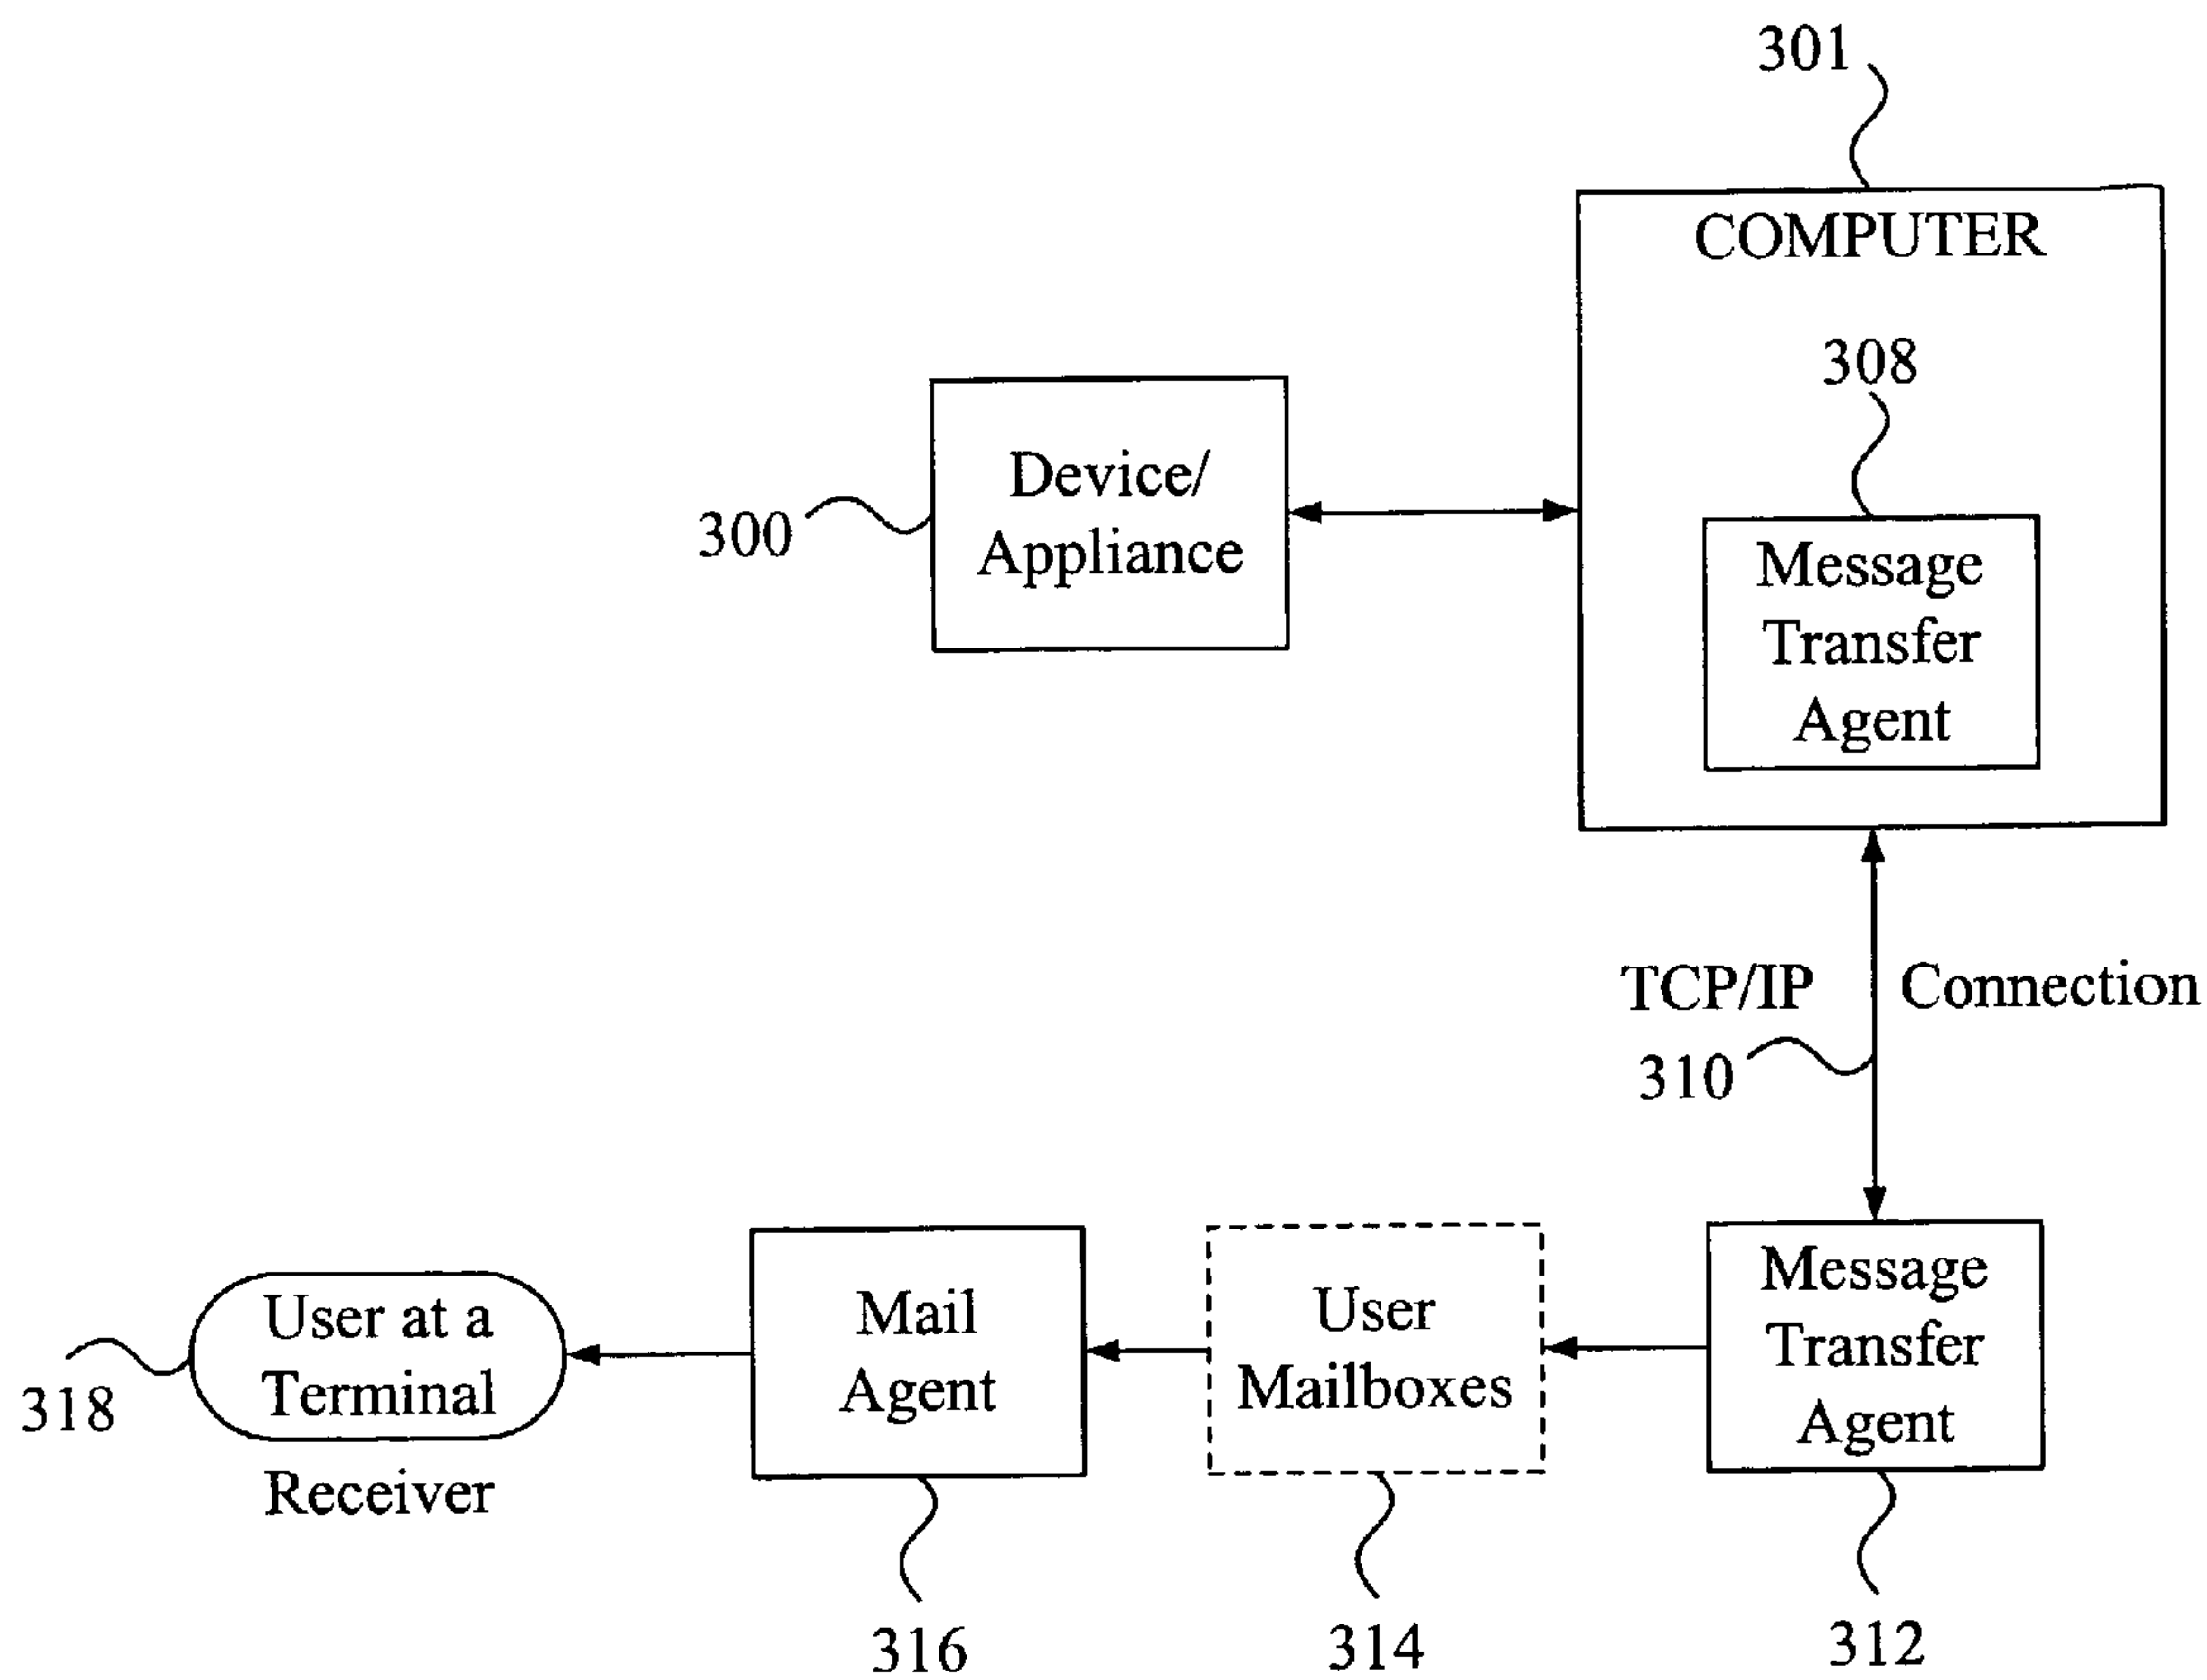 301
COMPUTER
308
Message
Transfer
Agent
Device/
Appliance
300
TCP/IP Connection
310
Message
Transfer
Agent
312
User
Mailboxes
314
Mail
Agent
316
User at a
Terminal
318
Receiver